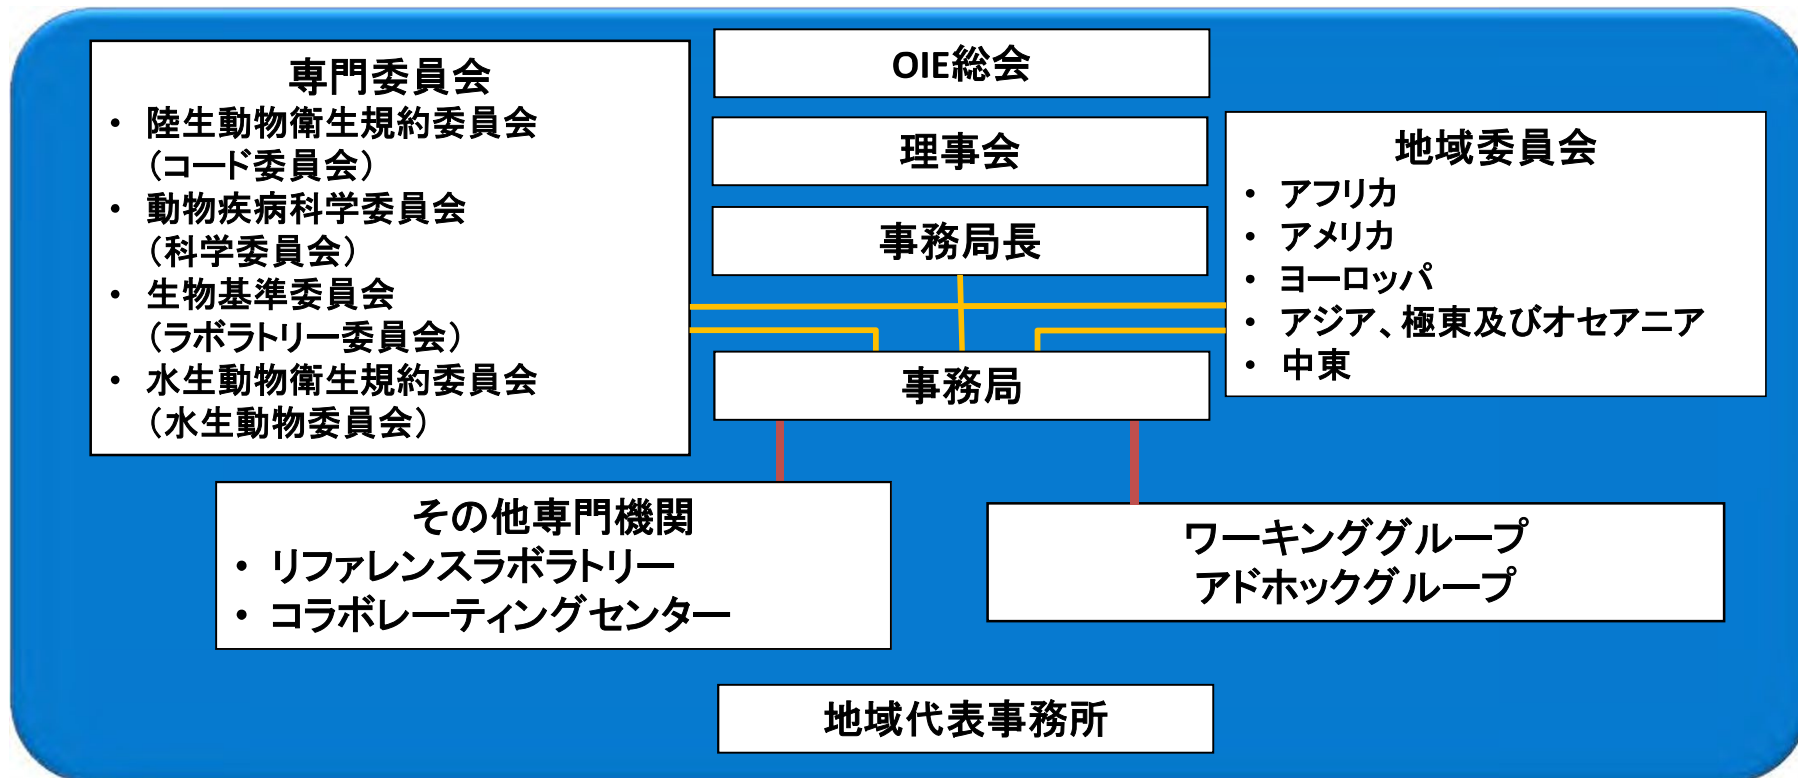 専門委員会
• 陸生動物衛生規約委員会
（コード委員会）
• 動物疾病科学委員会
（科学委員会）
• 生物基準委員会
（ラボラトリー委員会）
• 水生動物衛生規約委員会
（水生動物委員会）
OIE総会
理事会
事務局長
事務局
地域委員会
• アフリカ
• アメリカ
• ヨーロッパ
• アジア、極東及びオセアニア
• 中東
その他専門機関
• リファレンスラボラトリー
• コラボレーティングセンター
ワーキンググループ
アドホックグループ
地域代表事務所